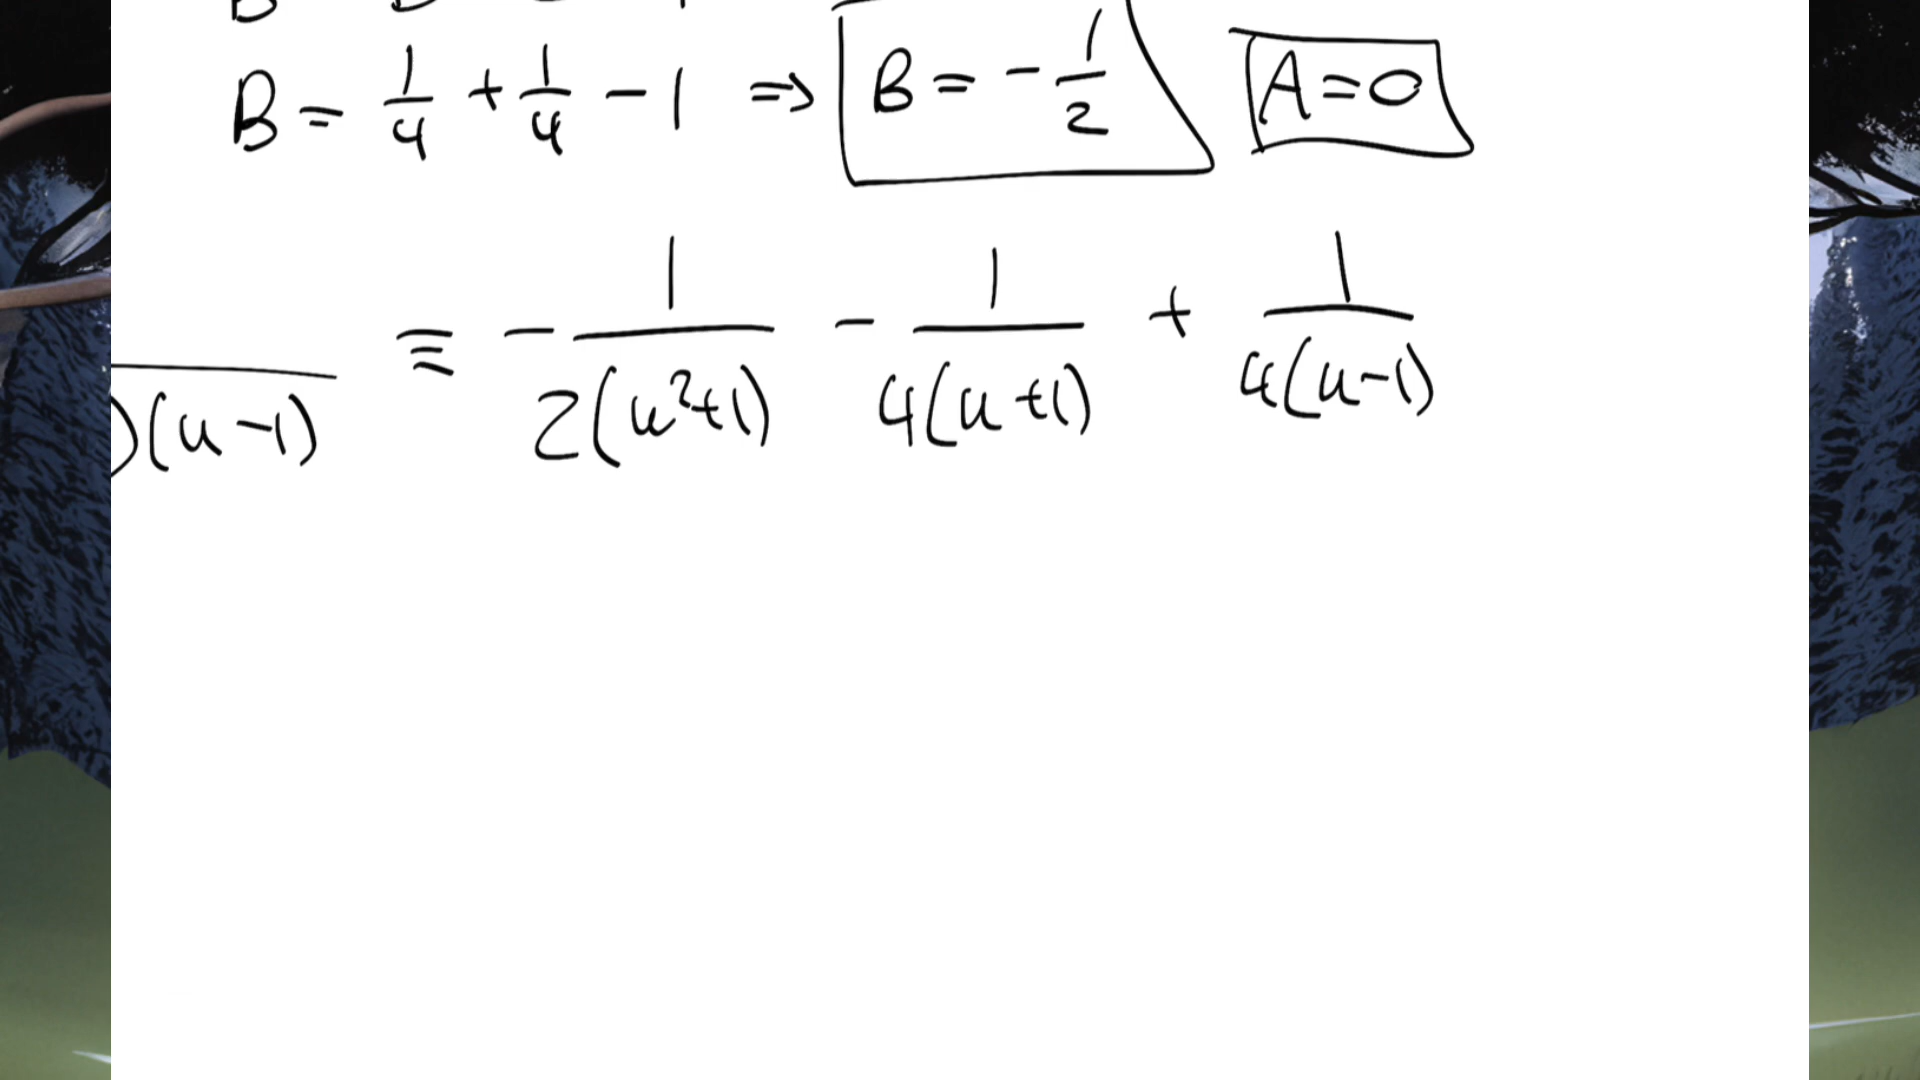 B = 1/4 + 1/4 - 1 ⇒ B = - 1/2 A = 0
)(u-1) ≡ - 1/2(u²+1) - 1/4(u+1) + 1/4(u-1)